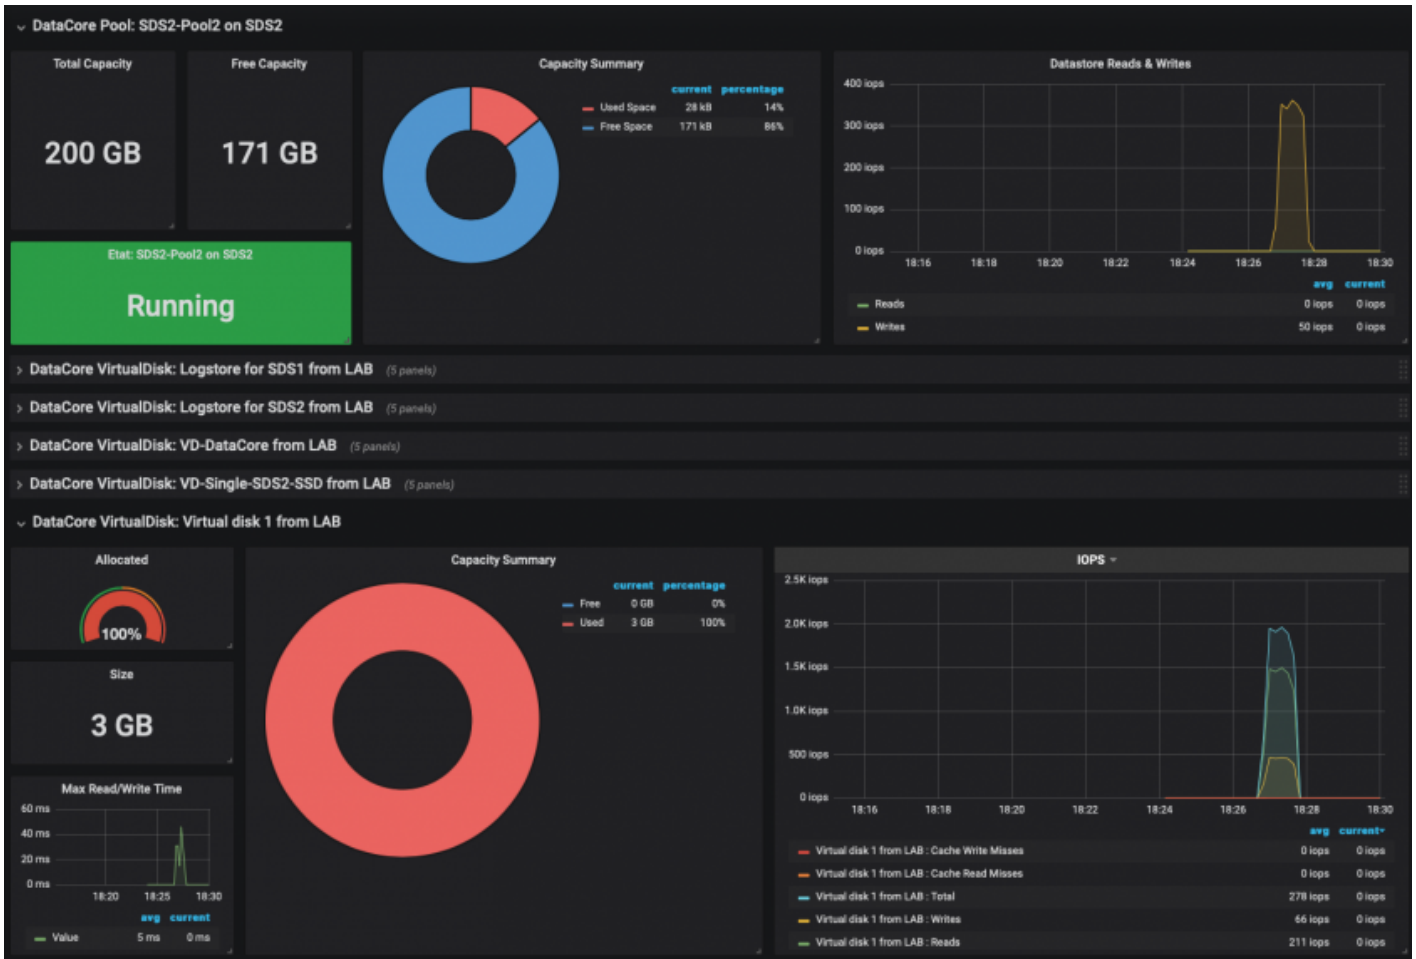 DataCore Pool: SDS2-Pool2 on SDS2
Total Capacity
200 GB
Free Capacity
171 GB
Etat: SDS2-Pool2 on SDS2
Running
Capacity Summary
current percentage
Used Space 28 kB 14%
Free Space 171 kB 86%
Datastore Reads & Writes
400 iops
300 iops
200 iops
100 iops
0 iops
18:16 18:18 18:20 18:22 18:24 18:26 18:28 18:30
avg current
Reads 0 iops 0 iops
Writes 50 iops 0 iops
DataCore VirtualDisk: Logstore for SDS1 from LAB (5 panels)
DataCore VirtualDisk: Logstore for SDS2 from LAB (5 panels)
DataCore VirtualDisk: VD-DataCore from LAB (5 panels)
DataCore VirtualDisk: VD-Single-SDS2-SSD from LAB (5 panels)
DataCore VirtualDisk: Virtual disk 1 from LAB
Allocated
100%
Size
3 GB
Max Read/Write Time
60 ms
40 ms
20 ms
0 ms
18:20 18:25 18:30
avg current
Value 5 ms 0 ms
Capacity Summary
current percentage
Free 0 GB 0%
Used 3 GB 100%
IOPS
2.5K iops
2.0K iops
1.5K iops
1.0K iops
500 iops
0 iops
18:16 18:18 18:20 18:22 18:24 18:26 18:28 18:30
avg current
Virtual disk 1 from LAB : Cache Write Misses 0 iops 0 iops
Virtual disk 1 from LAB : Cache Read Misses 0 iops 0 iops
Virtual disk 1 from LAB : Total 278 iops 0 iops
Virtual disk 1 from LAB : Writes 66 iops 0 iops
Virtual disk 1 from LAB : Reads 211 iops 0 iops